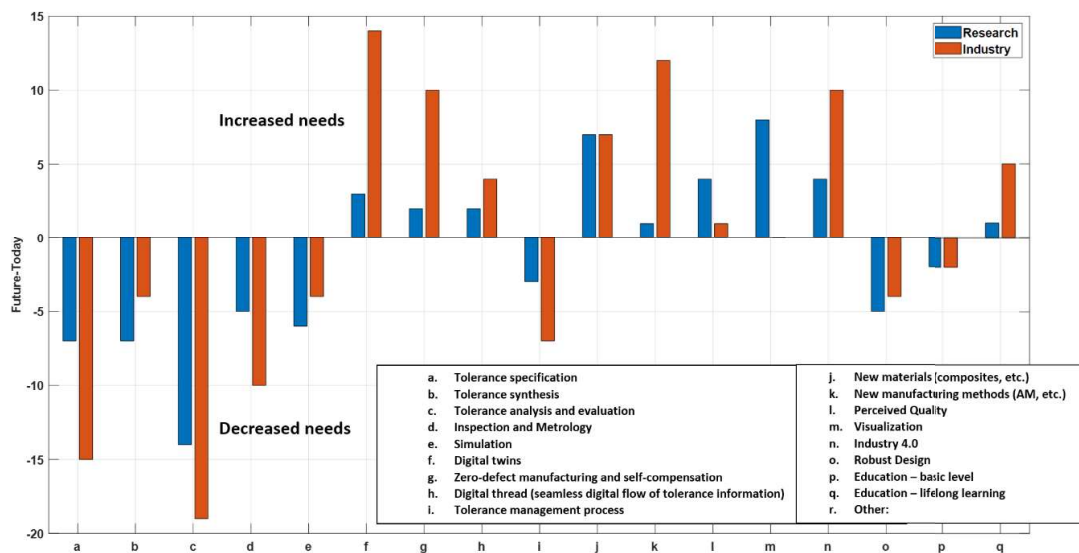 15
10
5
0
-5
-10
-15
-20
Future-Today
Research
Industry
Increased needs
Decreased needs
a. Tolerance specification
b. Tolerance synthesis
c. Tolerance analysis and evaluation
d. Inspection and Metrology
e. Simulation
f. Digital twins
g. Zero-defect manufacturing and self-compensation
h. Digital thread (seamless digital flow of tolerance information)
i. Tolerance management process
j. New materials (composites, etc.)
k. New manufacturing methods (AM, etc.)
l. Perceived Quality
m. Visualization
n. Industry 4.0
o. Robust Design
p. Education – basic level
q. Education – lifelong learning
r. Other:
a b c d e f g h i j k l m n o p q